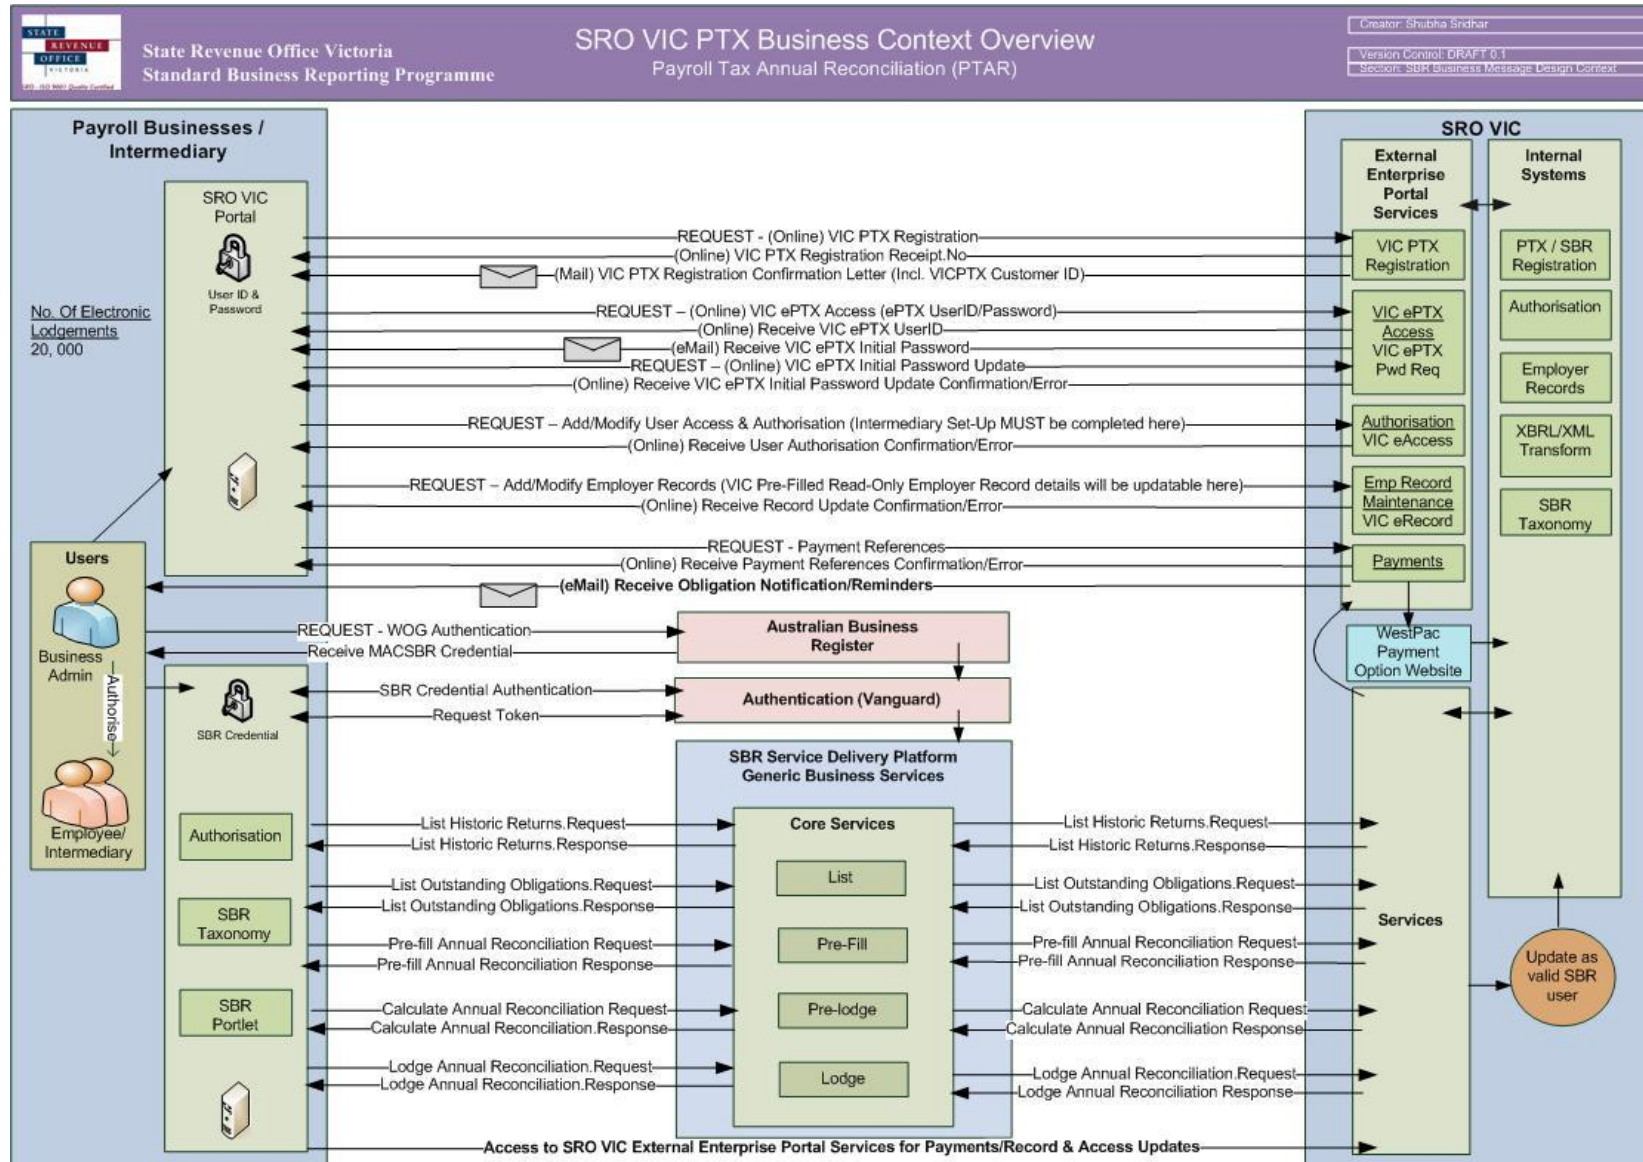 STATE
REVENUE
OFFICE
VICTORIA
SRO - ISO 9001 Quality Certified
State Revenue Office Victoria
Standard Business Reporting Programme
SRO VIC PTX Business Context Overview
Payroll Tax Annual Reconciliation (PTAR)
Creator: Shubha Sridhar
Version Control: DRAFT 0.1
Section: SBR Business Message Design Context
Payroll Businesses /
Intermediary
SRO VIC
Portal
User ID &
Password
No. Of Electronic
Lodgements
20, 000
Users
Business
Admin
Authorise
Employee/
Intermediary
SBR Credential
Authorisation
SBR
Taxonomy
SBR
Portlet
REQUEST - (Online) VIC PTX Registration
(Online) VIC PTX Registration Receipt.No
(Mail) VIC PTX Registration Confirmation Letter (Incl. VICPTX Customer ID)
REQUEST – (Online) VIC ePTX Access (ePTX UserID/Password)
(Online) Receive VIC ePTX UserID
(eMail) Receive VIC ePTX Initial Password
REQUEST – (Online) VIC ePTX Initial Password Update
(Online) Receive VIC ePTX Initial Password Update Confirmation/Error
REQUEST – Add/Modify User Access & Authorisation (Intermediary Set-Up MUST be completed here)
(Online) Receive User Authorisation Confirmation/Error
REQUEST – Add/Modify Employer Records (VIC Pre-Filled Read-Only Employer Record details will be updatable here)
(Online) Receive Record Update Confirmation/Error
REQUEST - Payment References
(Online) Receive Payment References Confirmation/Error
(eMail) Receive Obligation Notification/Reminders
REQUEST - WOG Authentication
Receive MACSBR Credential
SBR Credential Authentication
Request Token
Australian Business
Register
Authentication (Vanguard)
SBR Service Delivery Platform
Generic Business Services
Core Services
List
Pre-Fill
Pre-lodge
Lodge
List Historic Returns.Request
List Historic Returns.Response
List Outstanding Obligations.Request
List Outstanding Obligations.Response
Pre-fill Annual Reconciliation Request
Pre-fill Annual Reconciliation Response
Calculate Annual Reconciliation Request
Calculate Annual Reconciliation.Response
Lodge Annual Reconciliation.Request
Lodge Annual Reconciliation.Response
List Historic Returns.Request
List Historic Returns.Response
List Outstanding Obligations.Request
List Outstanding Obligations.Response
Pre-fill Annual Reconciliation Request
Pre-fill Annual Reconciliation Response
Calculate Annual Reconciliation Request
Calculate Annual Reconciliation Response
Lodge Annual Reconciliation.Request
Lodge Annual Reconciliation.Response
Access to SRO VIC External Enterprise Portal Services for Payments/Record & Access Updates
SRO VIC
External
Enterprise
Portal
Services
VIC PTX
Registration
VIC ePTX
Access
VIC ePTX
Pwd Req
Authorisation
VIC eAccess
Emp Record
Maintenance
VIC eRecord
Payments
WestPac
Payment
Option Website
Services
Internal
Systems
PTX / SBR
Registration
Authorisation
Employer
Records
XBRL/XML
Transform
SBR
Taxonomy
Update as
valid SBR
user